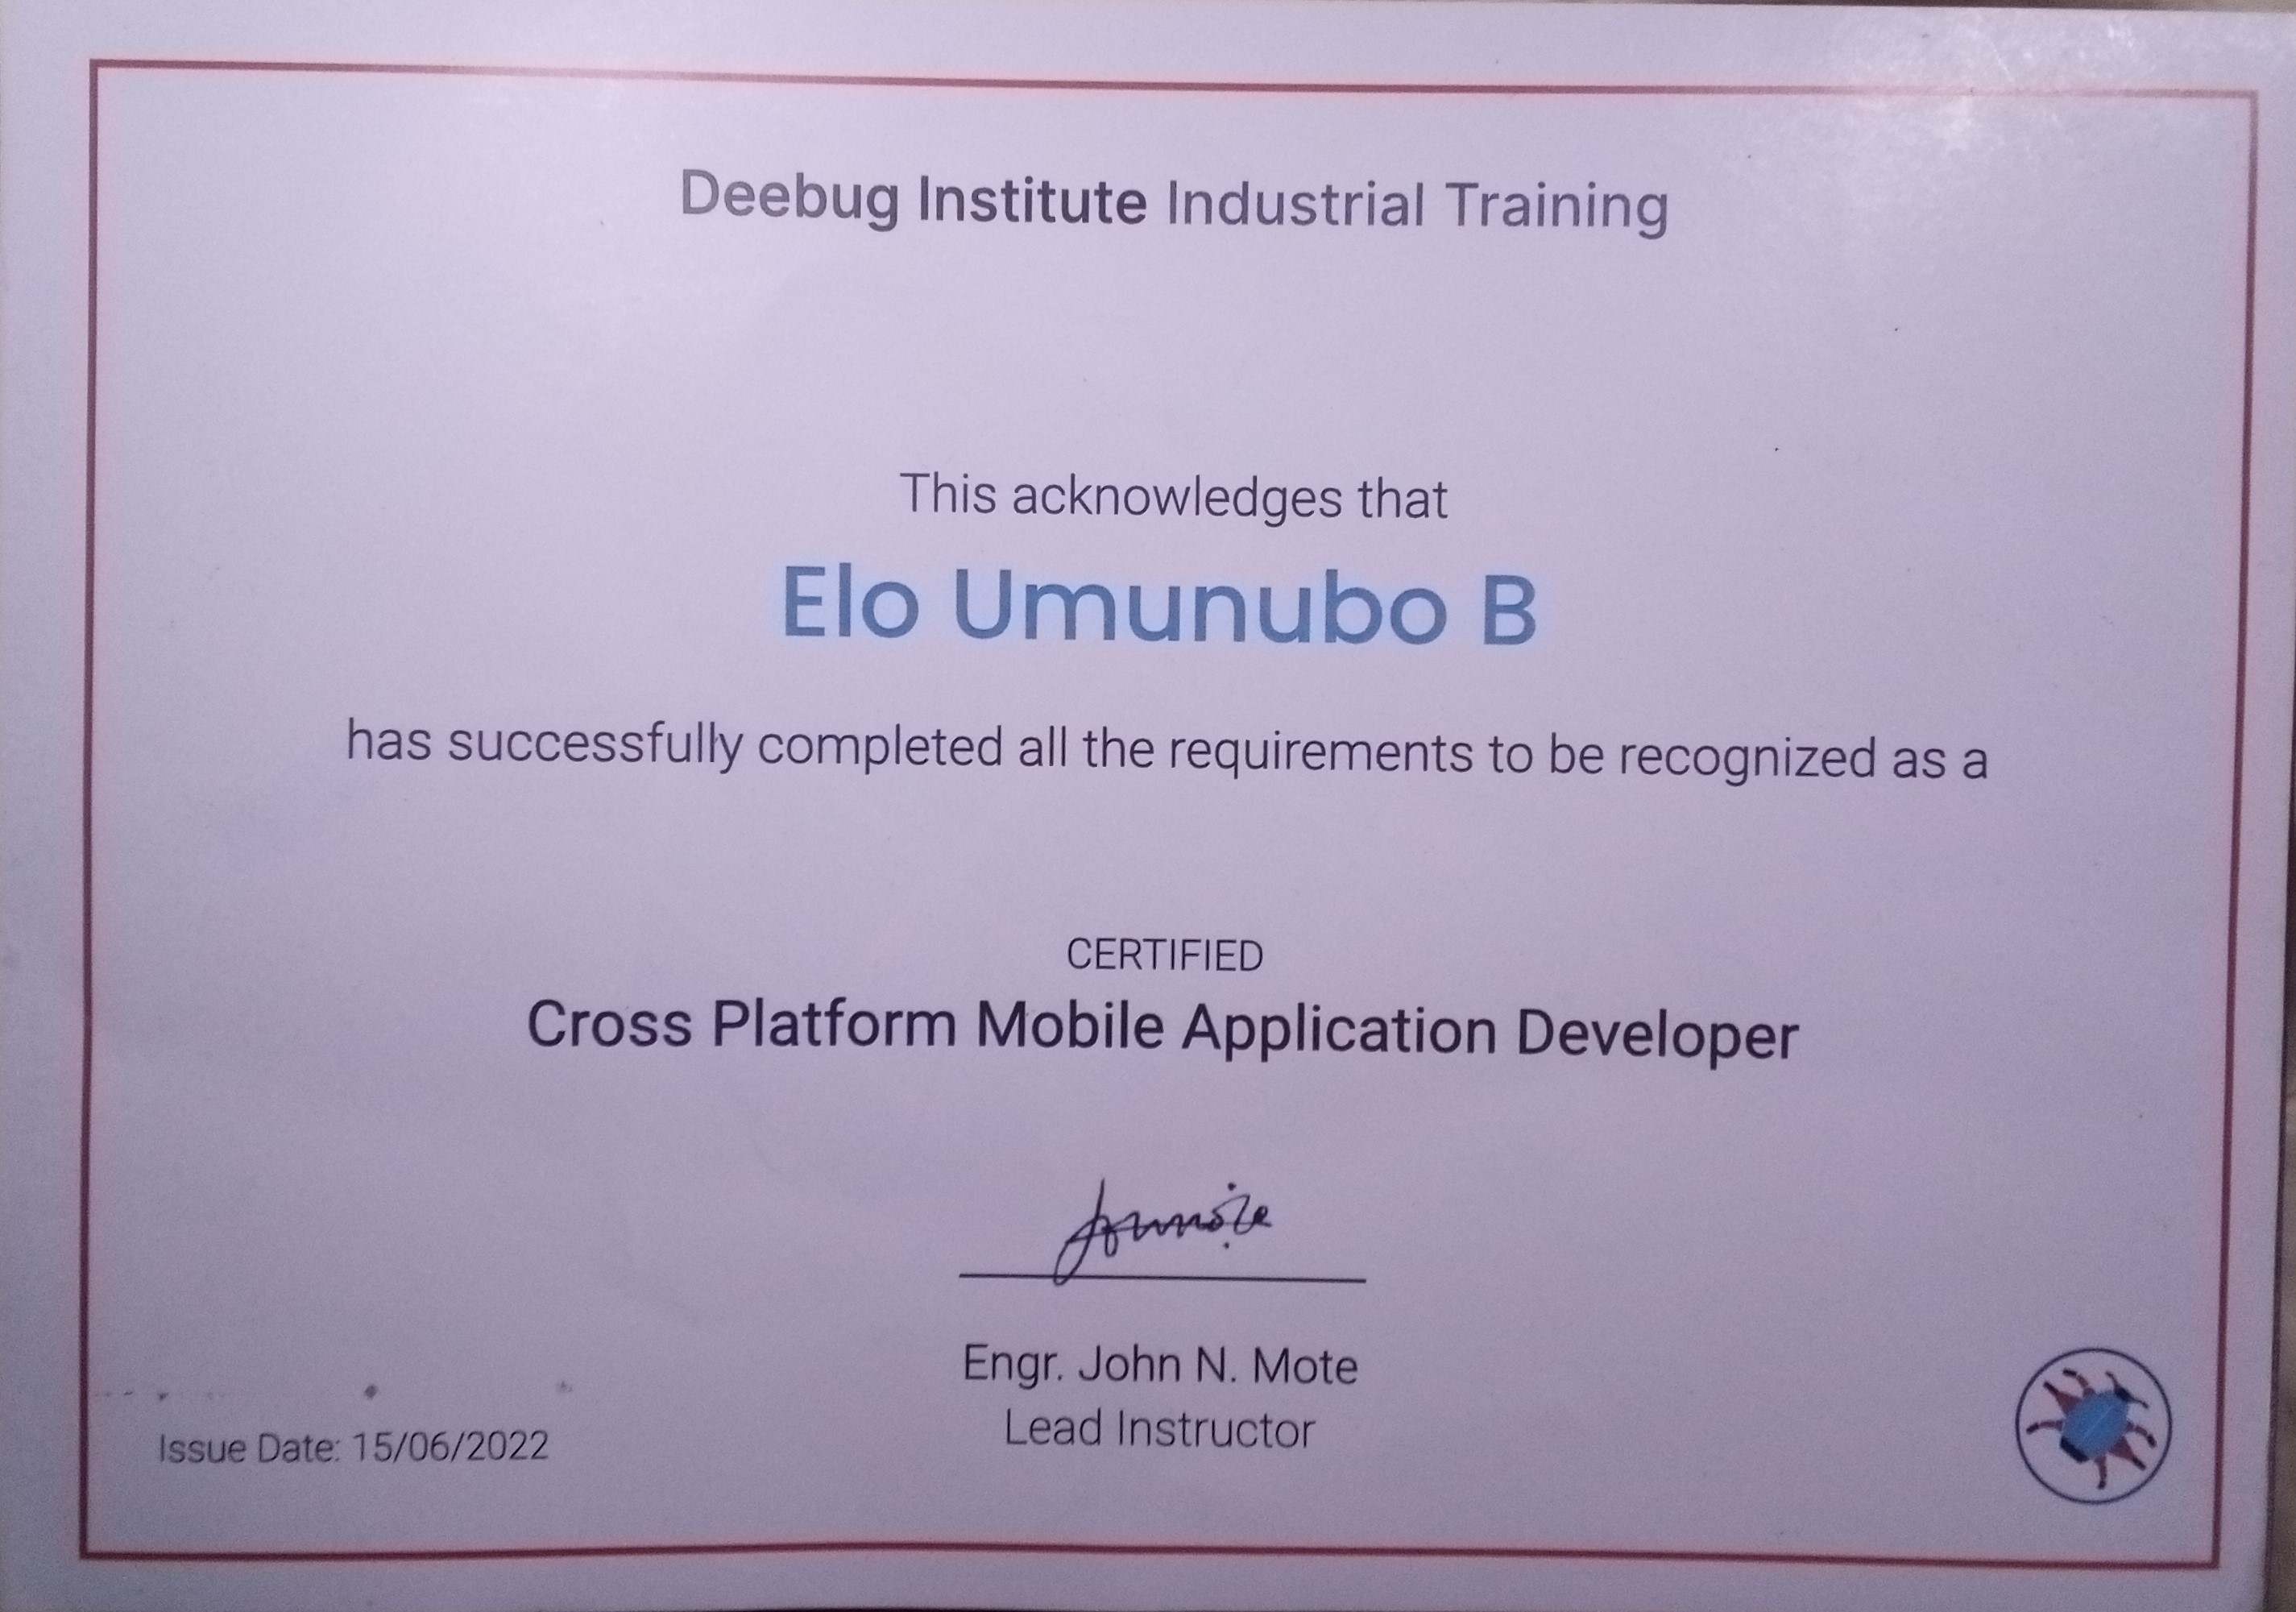 Deebug Institute Industrial Training
This acknowledges that
Elo Umunubo B
has successfully completed all the requirements to be recognized as a
CERTIFIED
Cross Platform Mobile Application Developer
Engr. John N. Mote
Lead Instructor
Issue Date: 15/06/2022